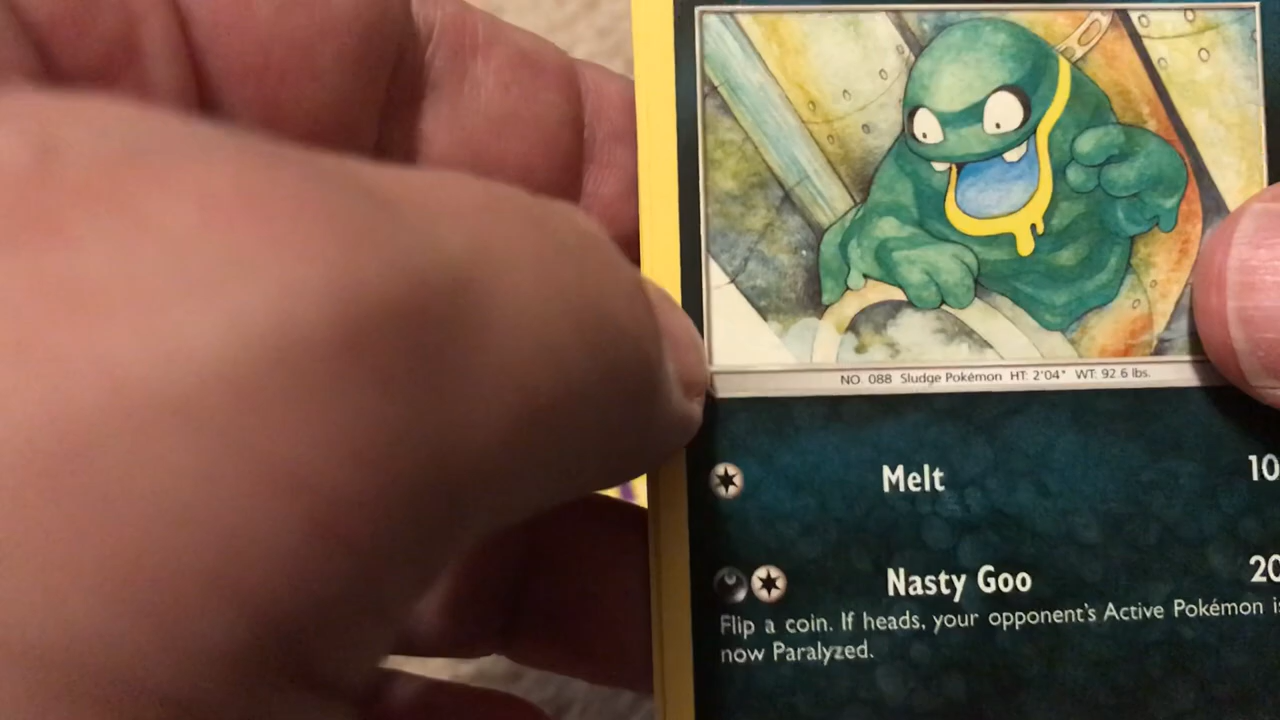 NO. 088 Sludge Pokémon HT: 2'04" WT: 92.6 lbs.
Melt 10
Nasty Goo 20
Flip a coin. If heads, your opponent's Active Pokémon is
now Paralyzed.